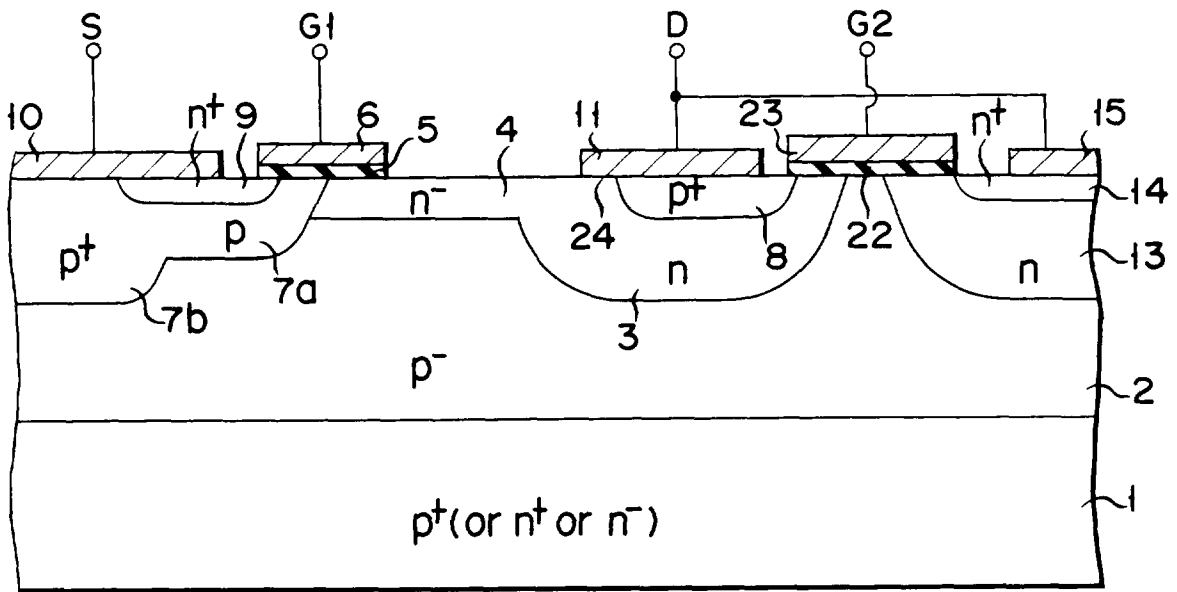 S G1 D G2
10 n+ 9 6 5 4 11 23 n+ 15
n- p+ 14
p+ p 7a 24 8 22 13
7b n 3 n
p- 2
p+(or n+ or n-) 1